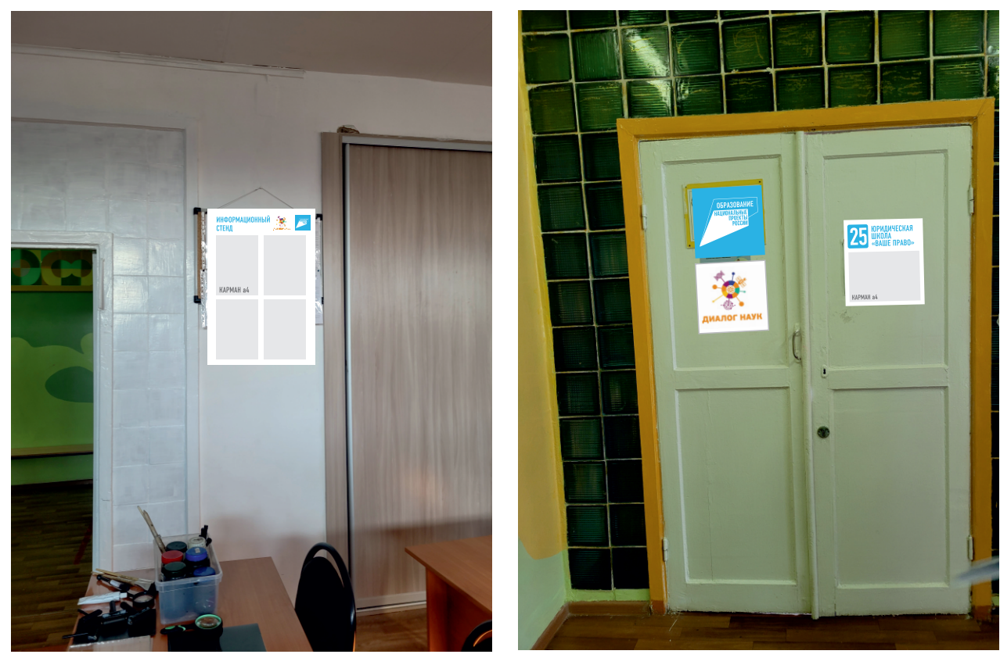 ИНФОРМАЦИОННЫЙ
СТЕНД
КАРМАН а4
ОБРАЗОВАНИЕ
НАЦИОНАЛЬНЫЕ
ПРОЕКТЫ
РОССИИ
ДИАЛОГ НАУК
25
ЮРИДИЧЕСКАЯ
ШКОЛА
«ВАШЕ ПРАВО»
КАРМАН а4